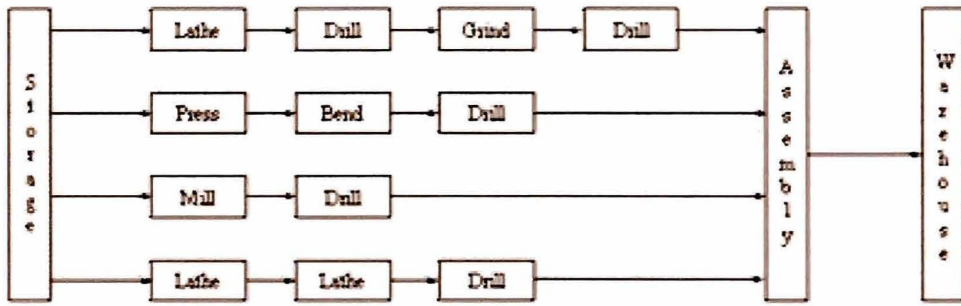 Storage
Lathe Drill Grind Drill
Press Bend Drill
Mill Drill
Lathe Lathe Drill
Assembly
Warehouse